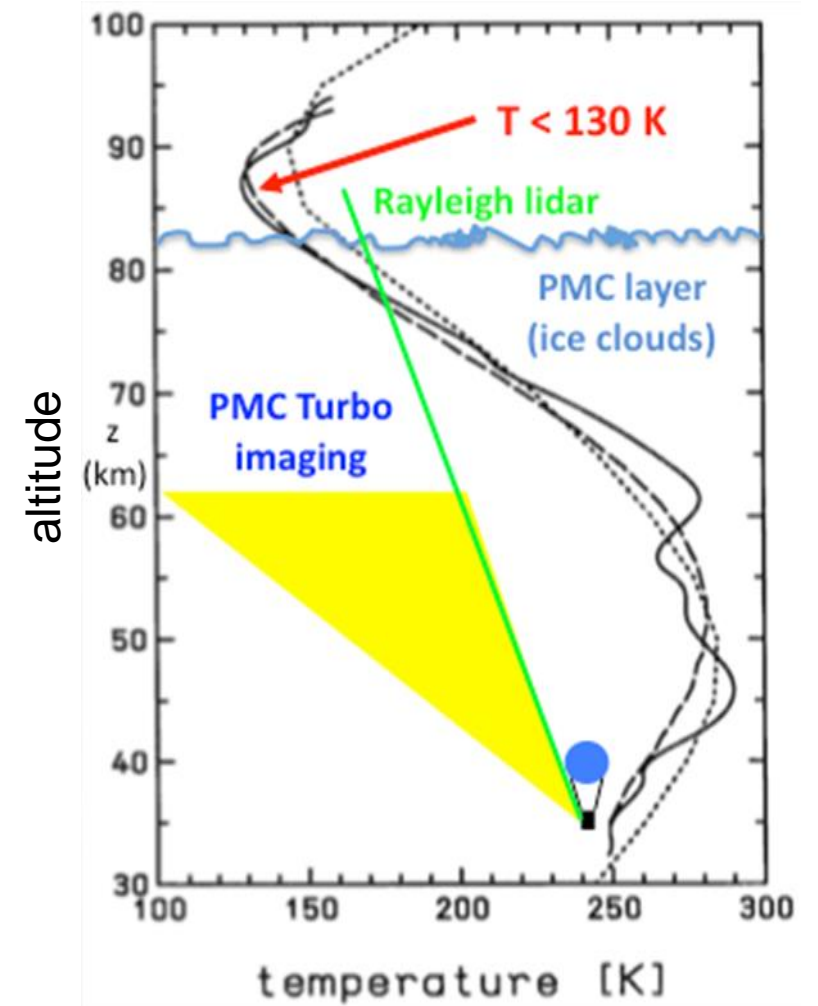 100
90
80
70
60
50
40
30
altitude
z
(km)
T < 130 K
Rayleigh lidar
PMC layer
(ice clouds)
PMC Turbo
imaging
100 150 200 250 300
temperature [K]